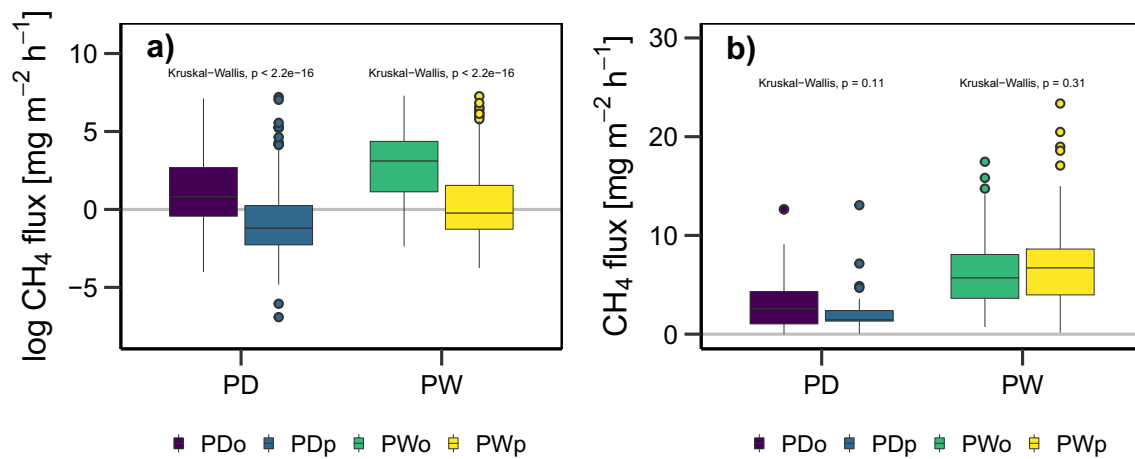 a)
log CH₄ flux [mg m⁻² h⁻¹]
10
5
0
−5
Kruskal−Wallis, p < 2.2e−16
Kruskal−Wallis, p < 2.2e−16
PD
PW
PDo PDp PWo PWp
b)
CH₄ flux [mg m⁻² h⁻¹]
30
20
10
0
Kruskal−Wallis, p = 0.11
Kruskal−Wallis, p = 0.31
PD
PW
PDo PDp PWo PWp